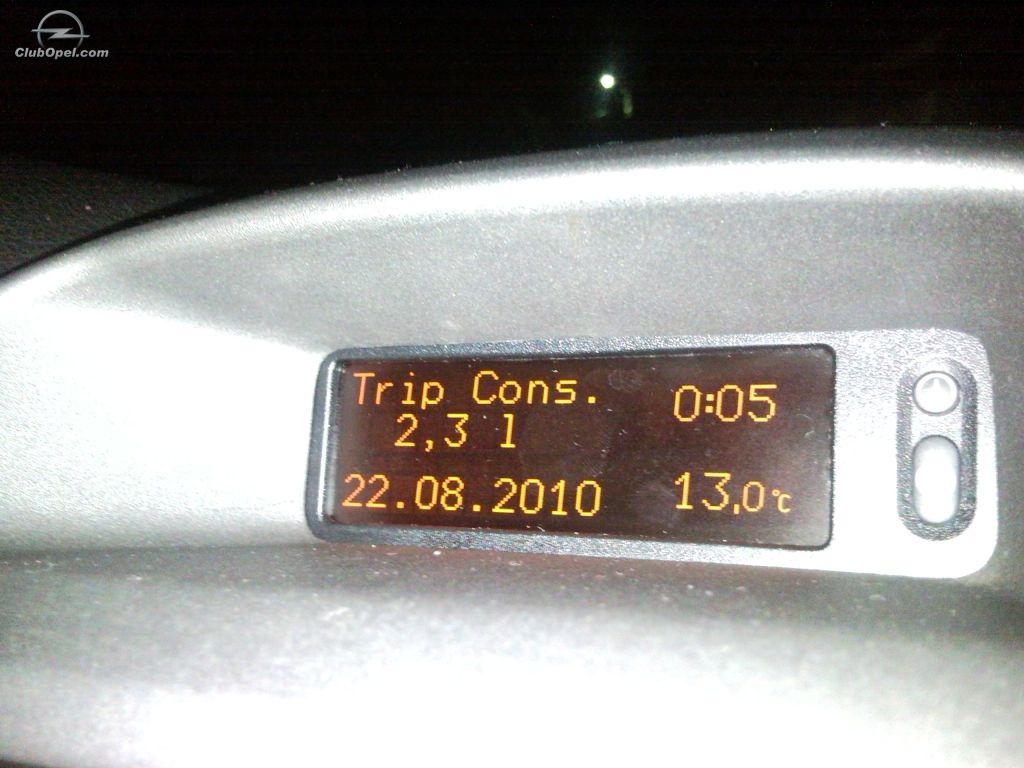 ClubOpel.com
Trip Cons. 0:05
2,3 l
22.08.2010 13,0°C